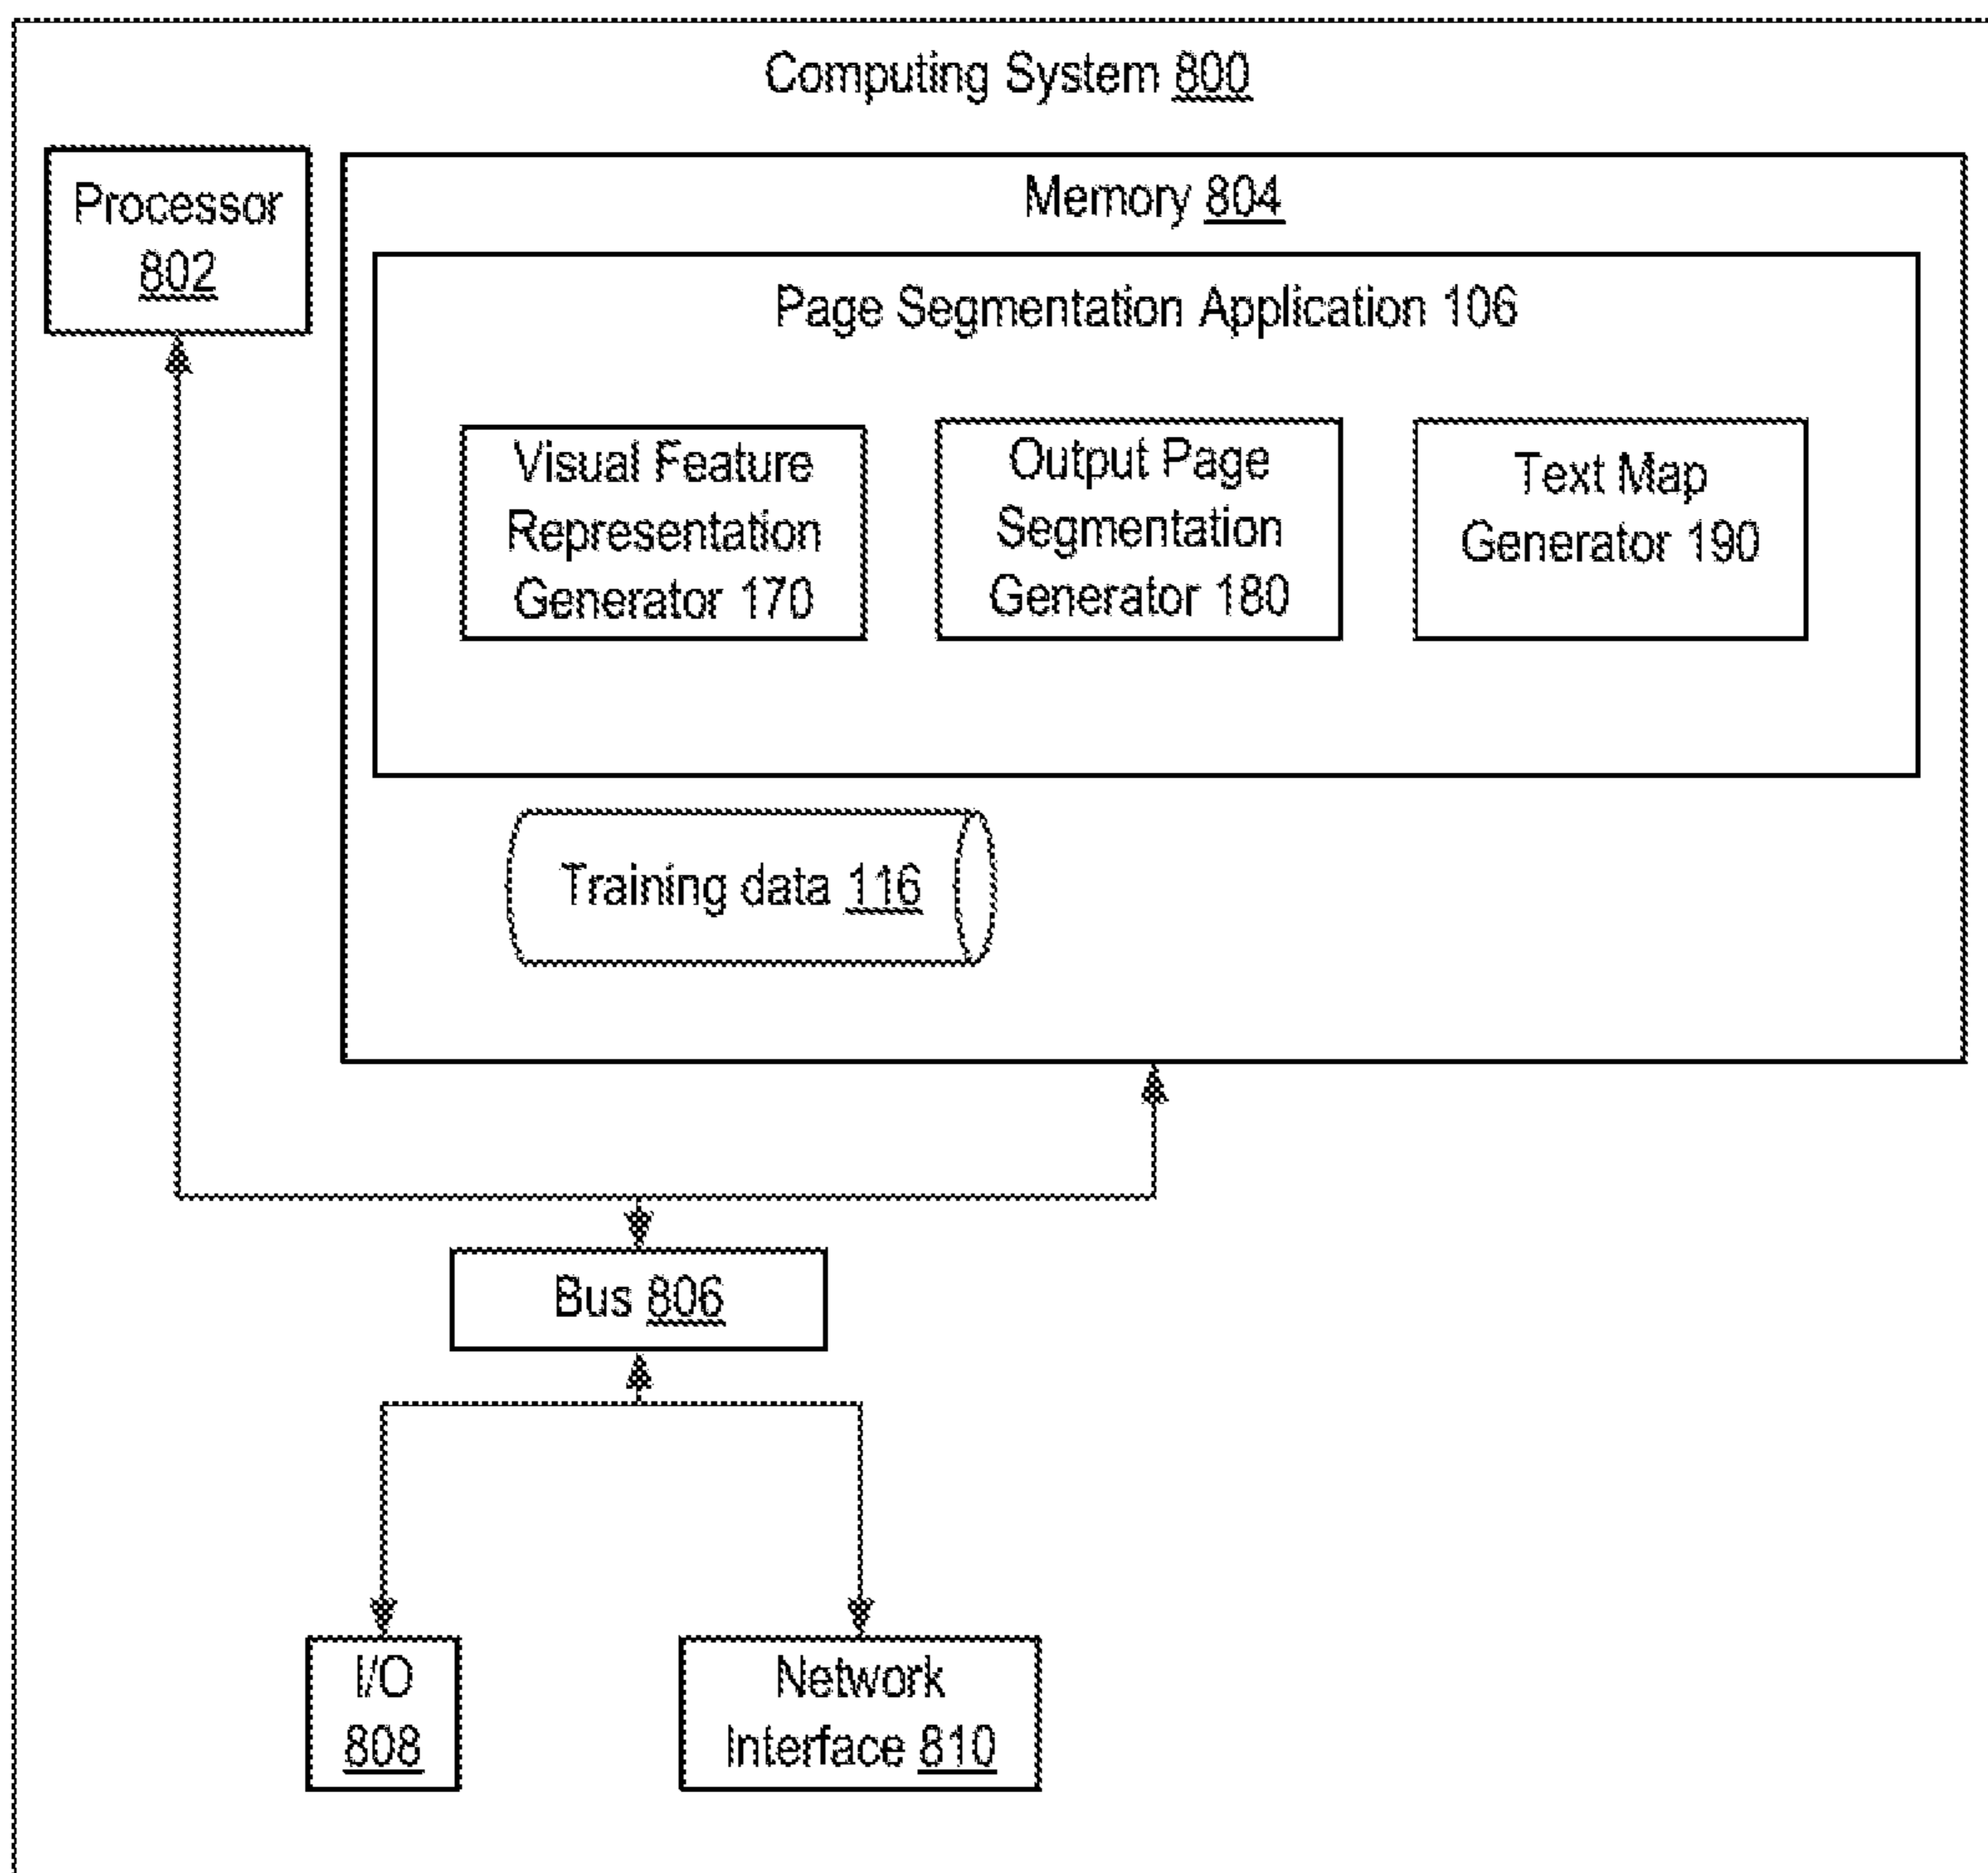 Computing System 800
Processor
802
Memory 804
Page Segmentation Application 106
Visual Feature
Representation
Generator 170
Output Page
Segmentation
Generator 180
Text Map
Generator 190
Training data 116
Bus 806
I/O
808
Network
Interface 810